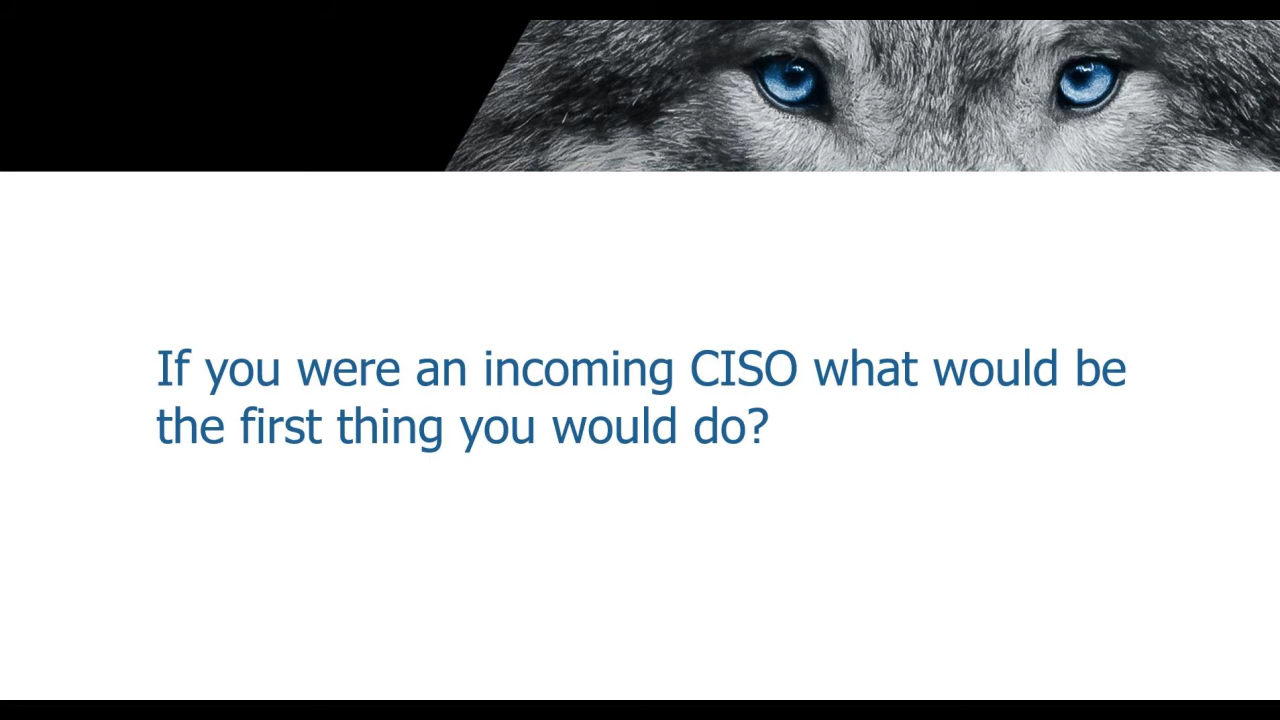 If you were an incoming CISO what would be
the first thing you would do?